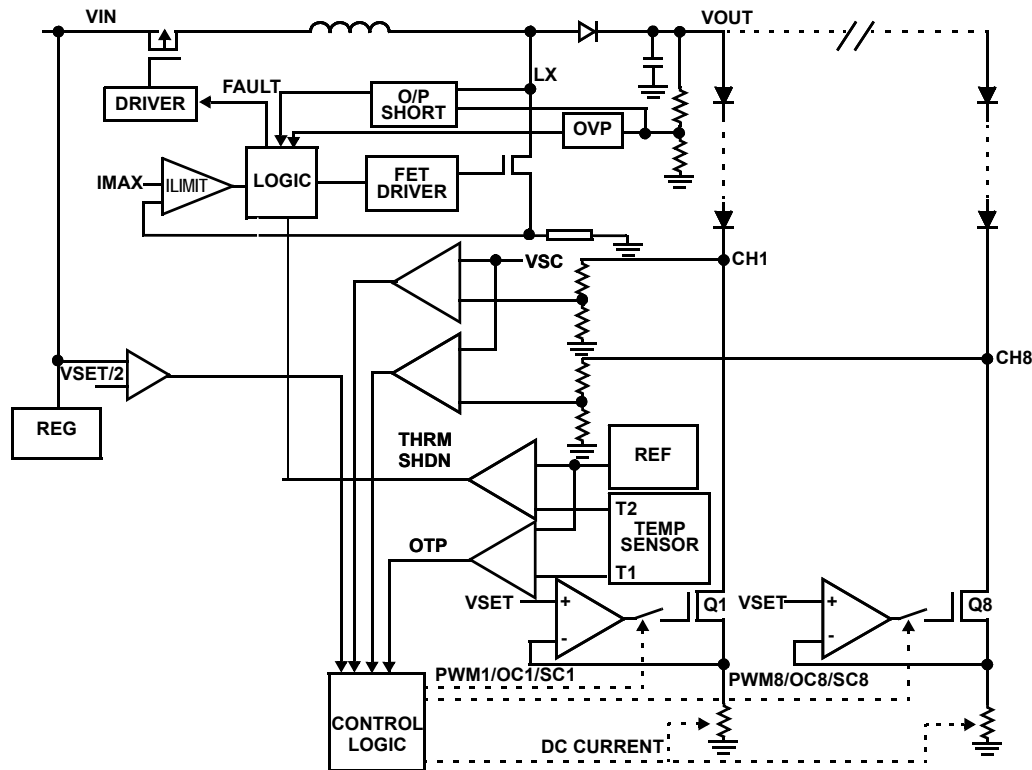 VIN
VOUT
LX
FAULT
DRIVER
O/P
SHORT
OVP
IMAX
ILIMIT
LOGIC
FET
DRIVER
VSC
CH1
VSET/2
CH8
REG
THRM
SHDN
REF
T2
TEMP
SENSOR
OTP
T1
VSET
+
-
Q1
VSET
+
-
Q8
PWM1/OC1/SC1
PWM8/OC8/SC8
CONTROL
LOGIC
DC CURRENT